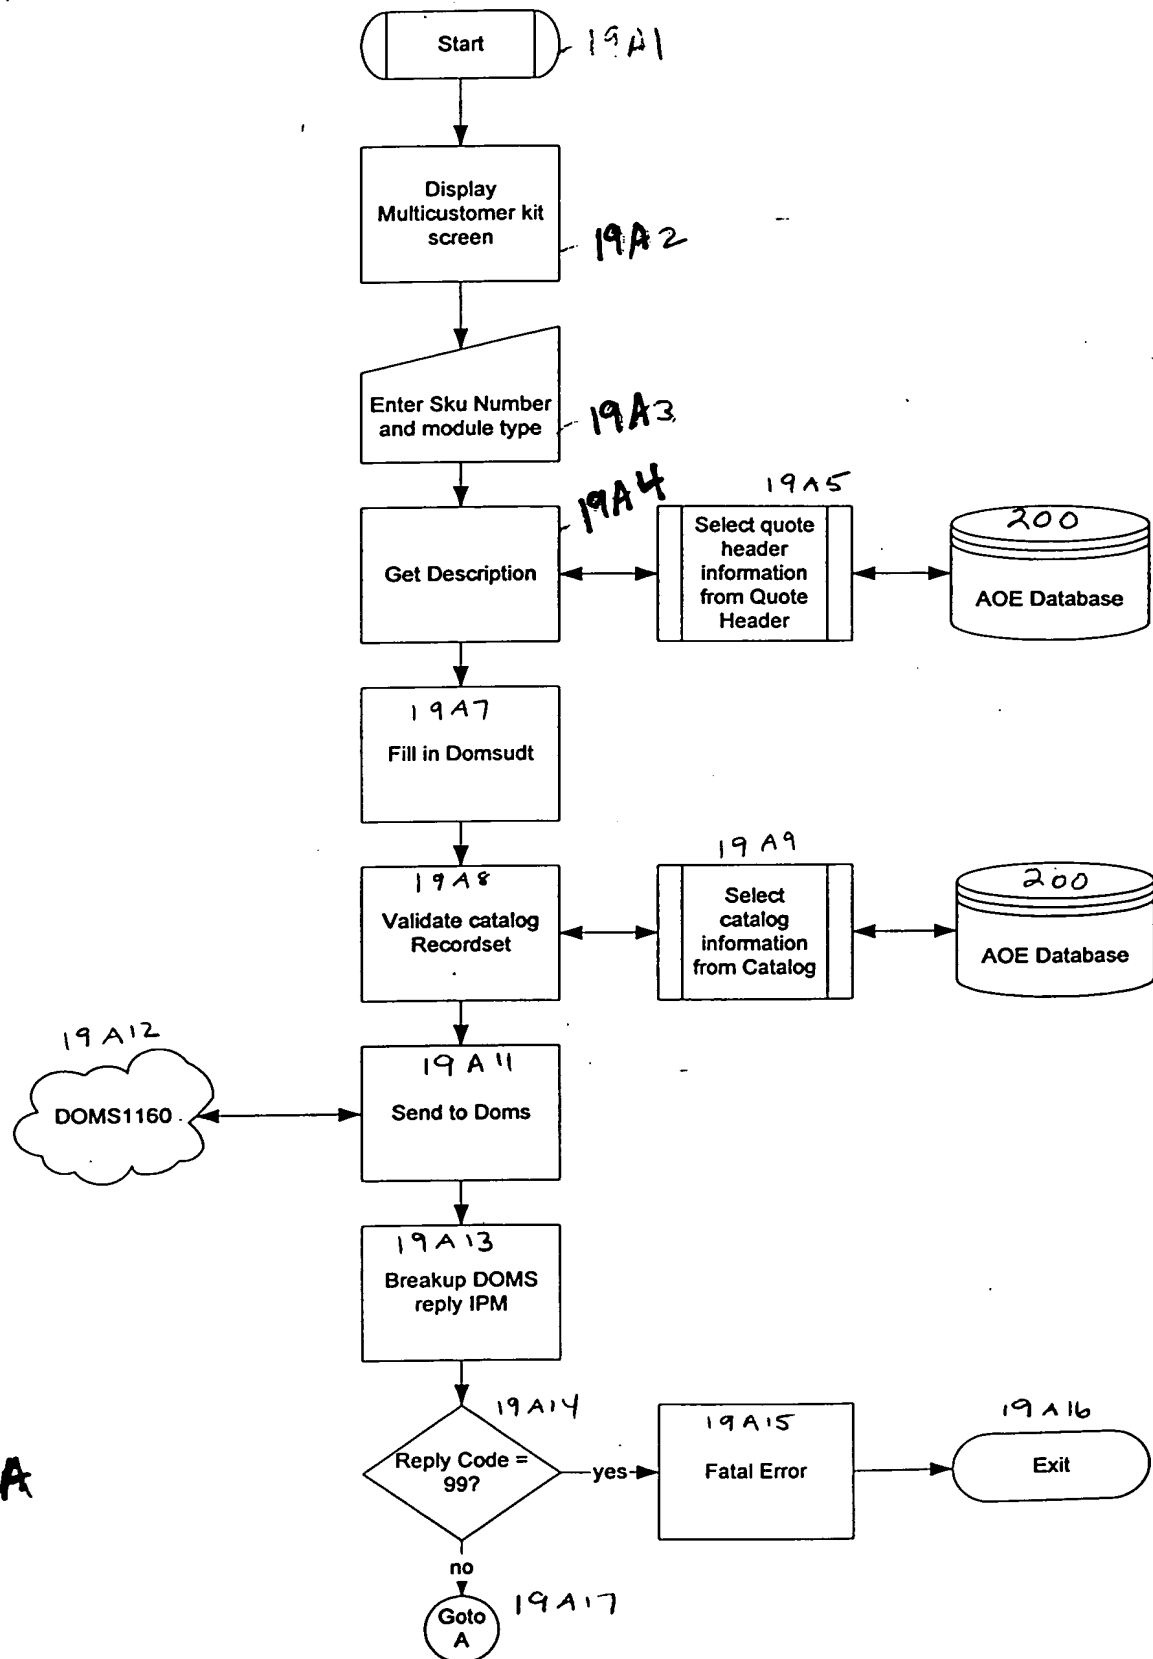 Start
19A1
Display
Multicustomer kit
screen
19A2
Enter Sku Number
and module type
19A3
19A4
Get Description
19A5
Select quote
header
information
from Quote
Header
200
AOE Database
19A7
Fill in Domsudt
19A8
Validate catalog
Recordset
19A9
Select
catalog
information
from Catalog
200
AOE Database
19A12
DOMS1160
19A11
Send to Doms
19A13
Breakup DOMS
reply IPM
19A14
Reply Code =
99?
yes
19A15
Fatal Error
19A16
Exit
A
no
Goto
A
19A17